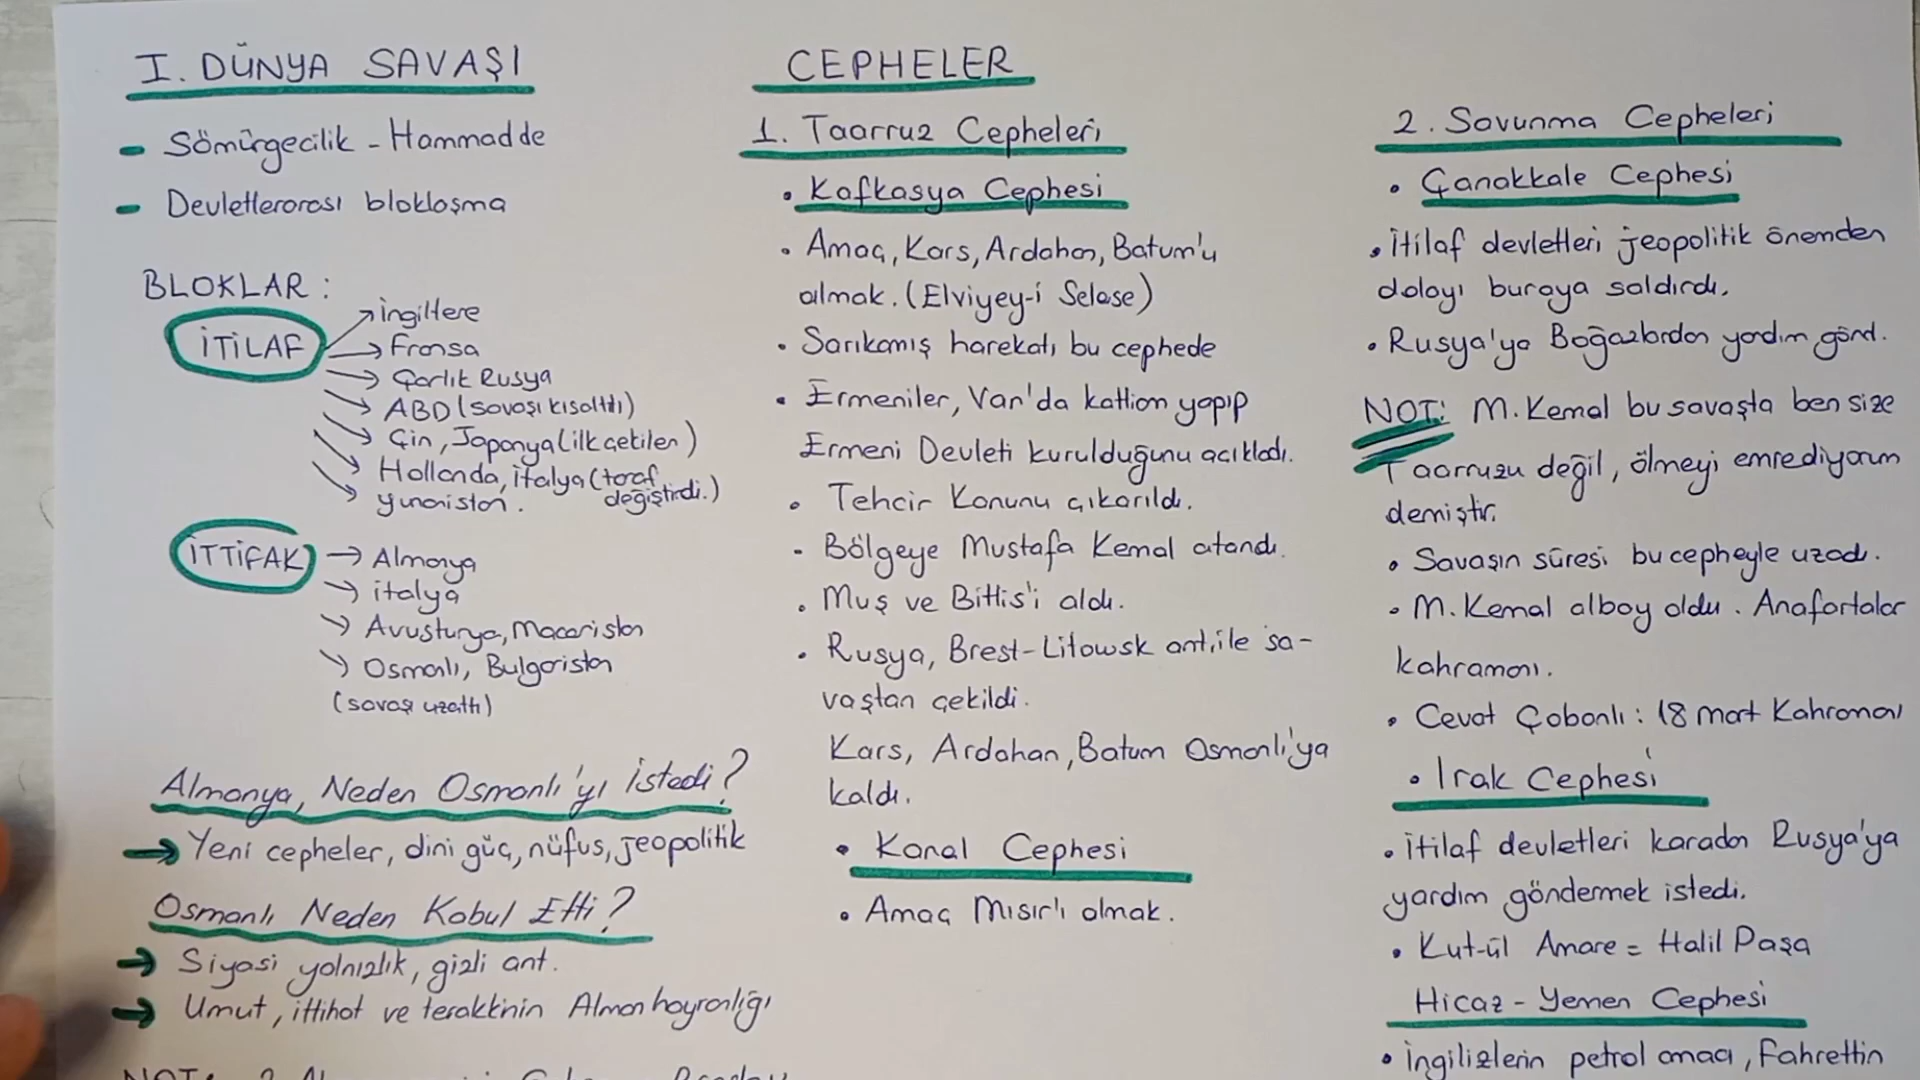 I. DÜNYA SAVAŞI
- Sömürgecilik - Hammadde
- Devletlerarası bloklaşma
BLOKLAR :
İTİLAF → İngiltere
→ Fransa
→ Çarlık Rusya
→ ABD (savaşı kısalttı)
→ Çin, Japonya (ilk çekilen)
→ Hollanda, İtalya (taraf değiştirdi.)
→ Yunanistan.
İTTİFAK → Almanya
→ italya
→ Avusturya, Macaristan
→ Osmanlı, Bulgaristan
(savaşı uzattı)
Almanya, Neden Osmanlı'yı İstedi?
→ Yeni cepheler, dini güç, nüfus, jeopolitik
Osmanlı Neden Kabul Etti?
→ Siyasi yalnızlık, gizli ant.
→ Umut, ittihat ve terakki'nin Alman hayranlığı
NOT: 2
CEPHELER
1. Taarruz Cepheleri
• Kafkasya Cephesi
• Amaç, Kars, Ardahan, Batum'u
almak. (Elviyey-i Selase)
• Sarıkamış harekatı bu cephede
• Ermeniler, Van'da katliam yapıp
Ermeni Devleti kurulduğunu açıkladı.
• Tehcir Kanunu çıkarıldı.
• Bölgeye Mustafa Kemal atandı.
• Muş ve Bitlis'i aldı.
• Rusya, Brest-Litowsk ant, ile sa-
vaştan çekildi.
Kars, Ardahan, Batum Osmanlı'ya
kaldı.
• Kanal Cephesi
• Amaç Mısır'ı almak.
2. Savunma Cepheleri
• Çanakkale Cephesi
• İtilaf devletleri jeopolitik önemden
dolayı buraya saldırdı.
• Rusya'ya Boğazlardan yardım gönd.
NOT: M. Kemal bu savaşta ben size
Taarruzu değil, ölmeyi emrediyorum
demiştir.
• Savaşın süresi bu cepheyle uzadı.
• M. Kemal albay oldu. Anafartalar
kahramanı.
• Cevat Çobanlı : 18 Mart Kahramanı
• Irak Cephesi
• İtilaf devletleri karadan Rusya'ya
yardım göndermek istedi.
• Kut-ül Amare = Halil Paşa
Hicaz - Yemen Cephesi
• İngilizlerin petrol amacı, Fahrettin